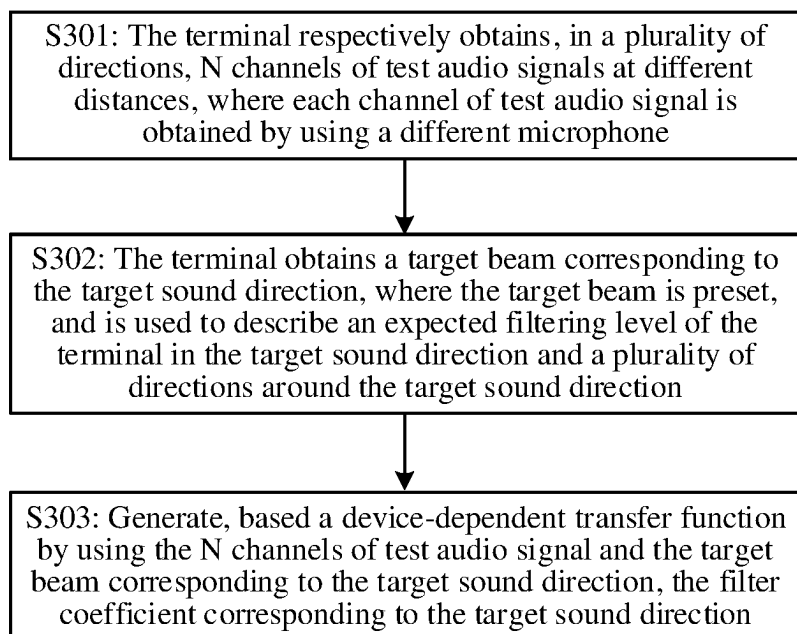 S301: The terminal respectively obtains, in a plurality of
directions, N channels of test audio signals at different
distances, where each channel of test audio signal is
obtained by using a different microphone
S302: The terminal obtains a target beam corresponding to
the target sound direction, where the target beam is preset,
and is used to describe an expected filtering level of the
terminal in the target sound direction and a plurality of
directions around the target sound direction
S303: Generate, based a device-dependent transfer function
by using the N channels of test audio signal and the target
beam corresponding to the target sound direction, the filter
coefficient corresponding to the target sound direction